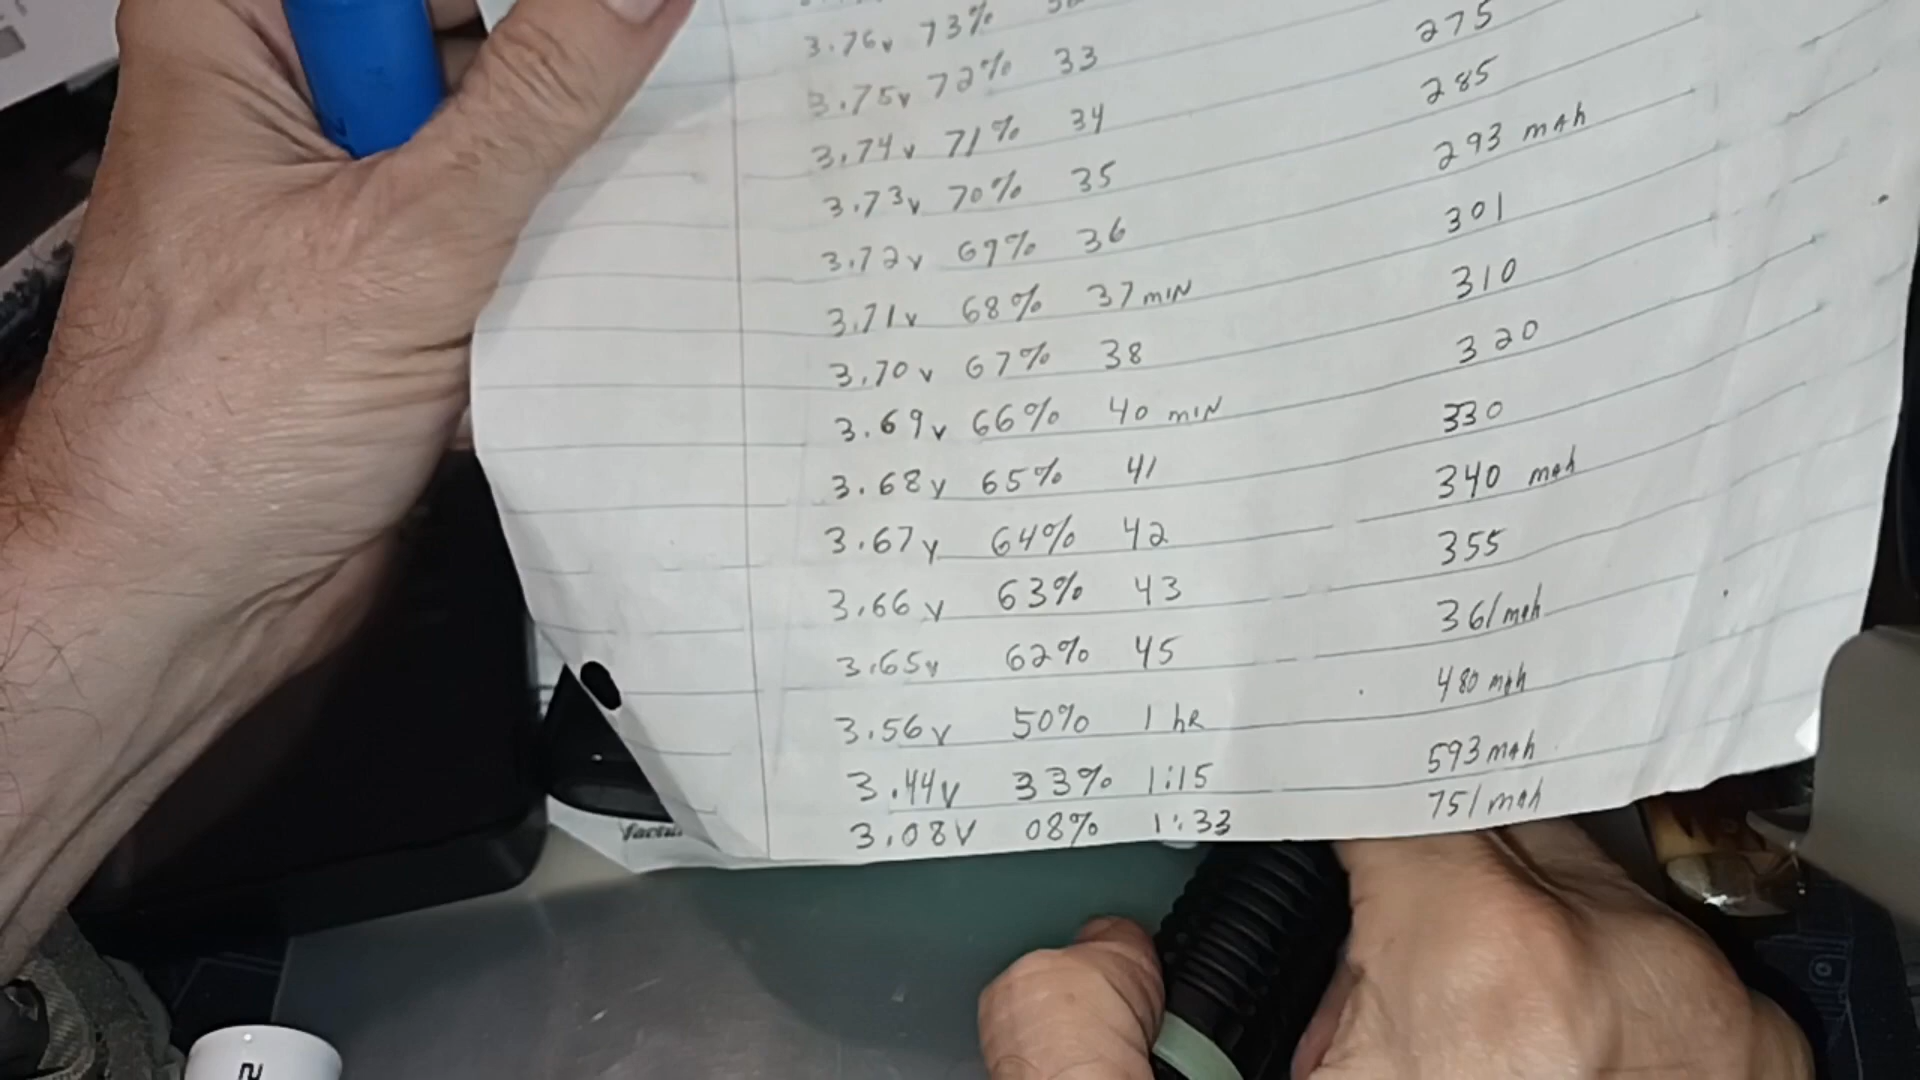 3.76v 73%
3.75v 72% 33
3.74v 71% 34 275
3.73v 70% 35 285
3.72v 69% 36 293 mAh
3.71v 68% 37 MIN 301
3.70v 67% 38 310
3.69v 66% 40 MIN 320
3.68v 65% 41 330
3.67v 64% 42 340 mah
3.66v 63% 43 355
3.65v 62% 45 361 mah
3.56v 50% 1 hR 480 mah
3.44v 33% 1:15 593 mAh
3.08V 08% 1:33 751 mah
2